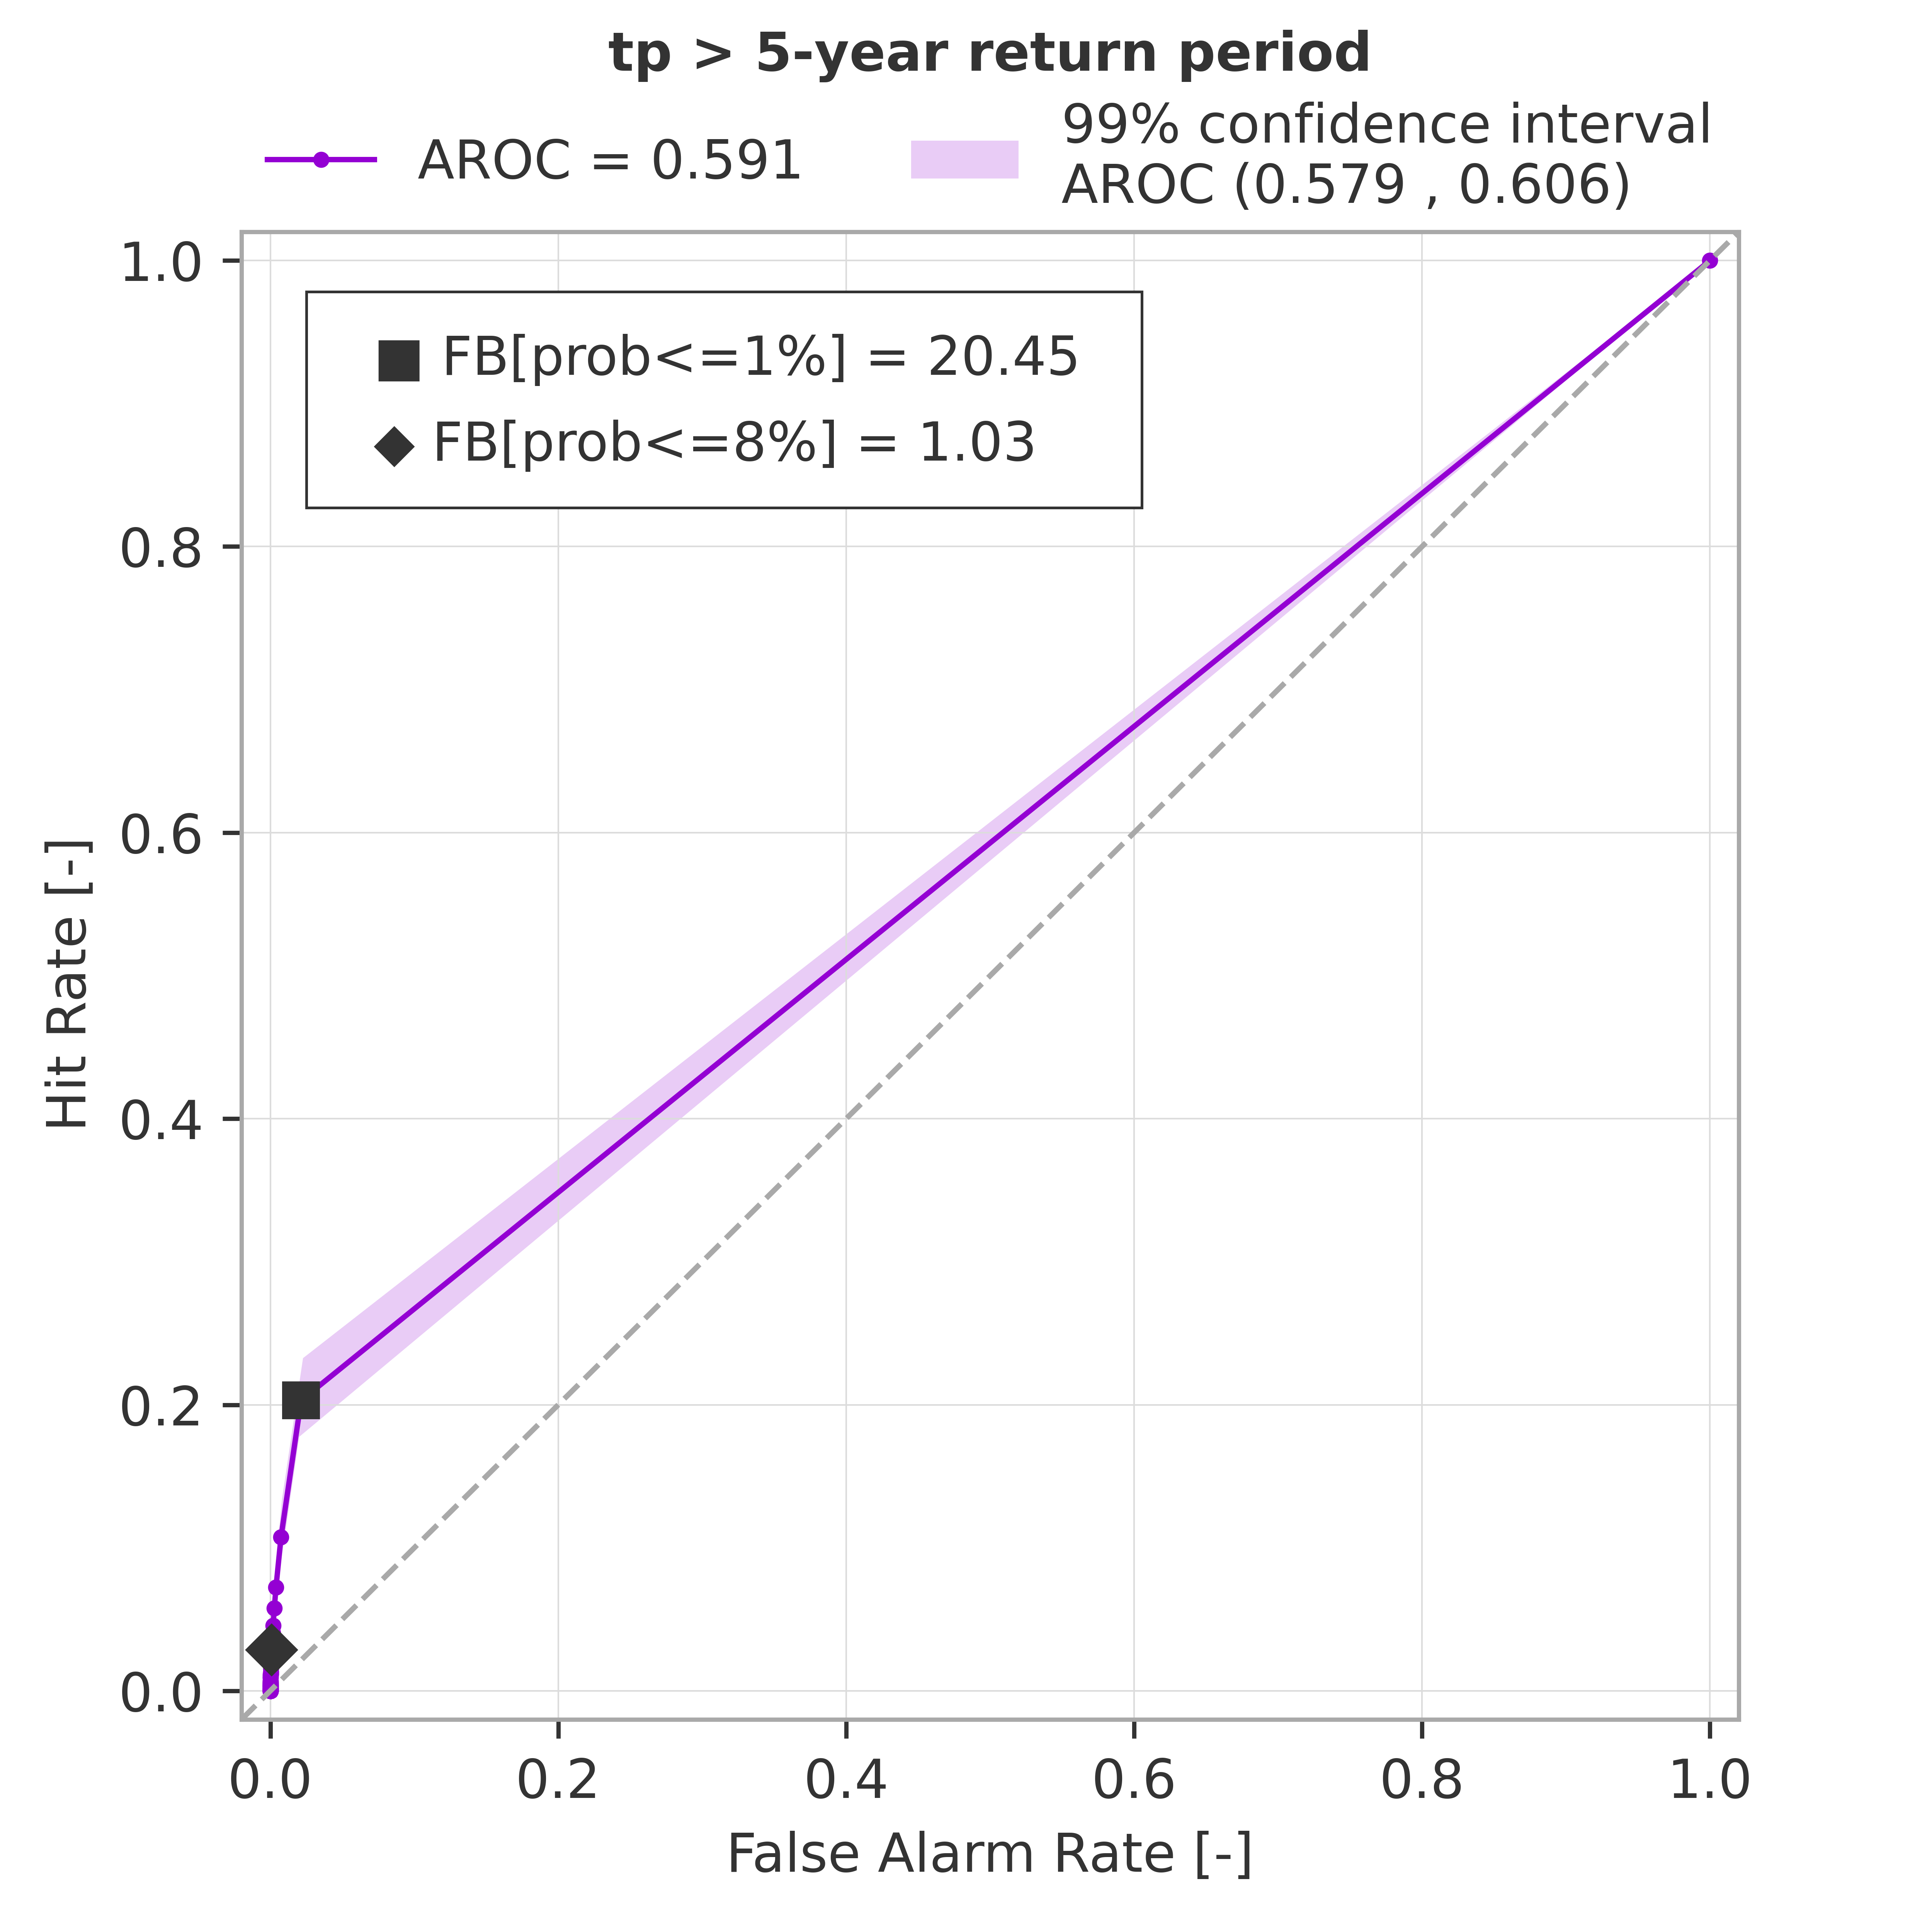 tp > 5-year return period
AROC = 0.591
99% confidence interval
AROC (0.579 , 0.606)
1.0
FB[prob<=1%] = 20.45
FB[prob<=8%] = 1.03
0.8
0.6
0.4
0.2
0.0
Hit Rate [-]
0.0 0.2 0.4 0.6 0.8 1.0
False Alarm Rate [-]